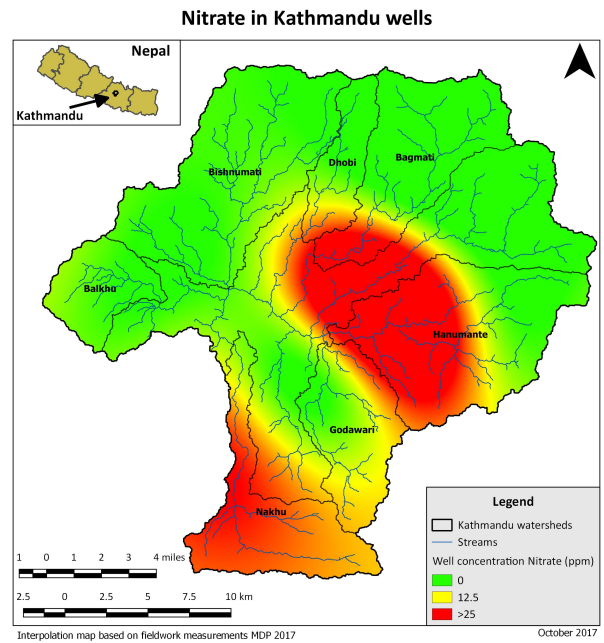 Nitrate in Kathmandu wells
Nepal
Kathmandu
Dhobi
Bagmati
Bishnumati
Balkhu
Hanumante
Godawari
Nakhu
Legend
Kathmandu watersheds
Streams
Well concentration Nitrate (ppm)
0
12.5
>25
1 0 1 2 3 4 miles
2.5 0 2.5 5 7.5 10 km
Interpolation map based on fieldwork measurements MDP 2017
October 2017